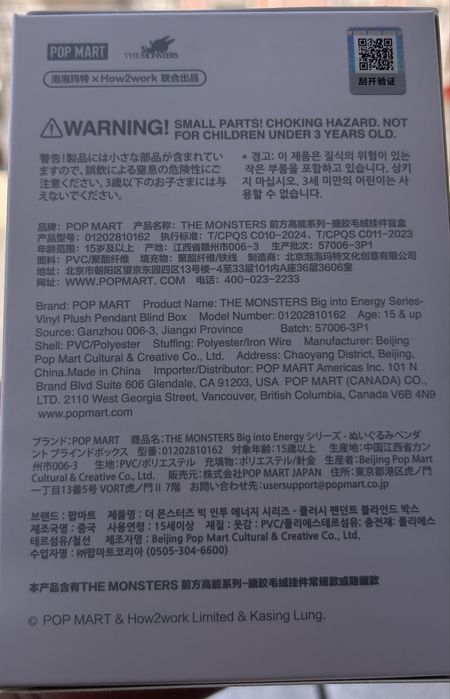 POP MART
THE MONSTERS
泡泡玛特 × How2work 联合出品
刮开验证
WARNING! SMALL PARTS! CHOKING HAZARD. NOT
FOR CHILDREN UNDER 3 YEARS OLD.
警告!製品には小さな部品が含まれてい
ますので、誤飲による窒息の危険性にご
注意ください。3歳以下のお子さまには与
えないでください。
• 경고: 이 제품은 질식의 위험이 있는
작은 부품을 포함하고 있습니다. 삼키
지 마십시오. 3세 미만의 어린이는 사
용할 수 없습니다.
品牌: POP MART 产品名称: THE MONSTERS 前方高能系列-搪胶毛绒挂件盲盒
产品型号: 01202810162 执行标准: T/CPQS C010-2024、T/CPQS C011-2023
年龄范围: 15岁及以上 产地: 江西省赣州市006-3 生产批次: 57006-3P1
面料: PVC/聚酯纤维 填充物: 聚酯纤维/铁线 制造商: 北京泡泡玛特文化创意有限公司
地址: 北京市朝阳区望京东园四区13号楼-4至33层101内A座36层3606室
网址: WWW.POPMART.COM 电话: 400-023-2233
Brand: POP MART Product Name: THE MONSTERS Big into Energy Series-
Vinyl Plush Pendant Blind Box Model Number: 01202810162 Age: 15 & up
Source: Ganzhou 006-3, Jiangxi Province Batch: 57006-3P1
Shell: PVC/Polyester Stuffing: Polyester/Iron Wire Manufacturer: Beijing
Pop Mart Cultural & Creative Co., Ltd. Address: Chaoyang District, Beijing,
China.Made in China Importer/Distributor: POP MART Americas Inc. 101 N
Brand Blvd Suite 606 Glendale, CA 91203, USA POP MART (CANADA) CO.,
LTD. 2110 West Georgia Street, Vancouver, British Columbia, Canada V6B 4N9
www.popmart.com
ブランド: POP MART 商品名: THE MONSTERS Big into Energy シリーズ - ぬいぐるみペンダ
ント ブラインドボックス 型番: 01202810162 対象年齢: 15歳以上 生産地: 中国江西省カン
州市006-3 生地: PVC/ポリエステル 充填物: ポリエステル/針金 生産者: Beijing Pop Mart
Cultural & Creative Co., Ltd. 販売元: 株式会社POP MART JAPAN 住所: 東京都港区虎ノ門
一丁目13番5号 VORT虎ノ門Ⅱ 7階 お問い合わせ先: usersupport@popmart.co.jp
브랜드 : 팝마트 제품명 : 더 몬스터즈 빅 인투 에너지 시리즈 - 플러시 펜던트 블라인드 박스
제조국명 : 중국 사용연령 : 15세이상 재질 : 옷감 : PVC/폴리에스테르섬유: 충전재: 폴리에스
테르섬유/철선 제조자명 : Beijing Pop Mart Cultural & Creative Co., Ltd.
수입자명 : ㈜팝마트코리아 (0505-304-6600)
本产品含有THE MONSTERS 前方高能系列-搪胶毛绒挂件常规款或隐藏款
© POP MART & How2work Limited & Kasing Lung.